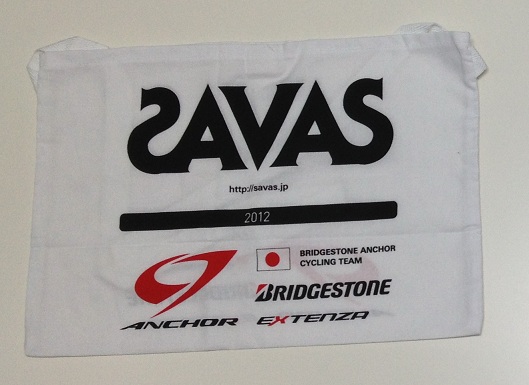 SAVAS
http://savas.jp
2012
BRIDGESTONE ANCHOR
CYCLING TEAM
BRIDGESTONE
ANCHOR EXTENZA